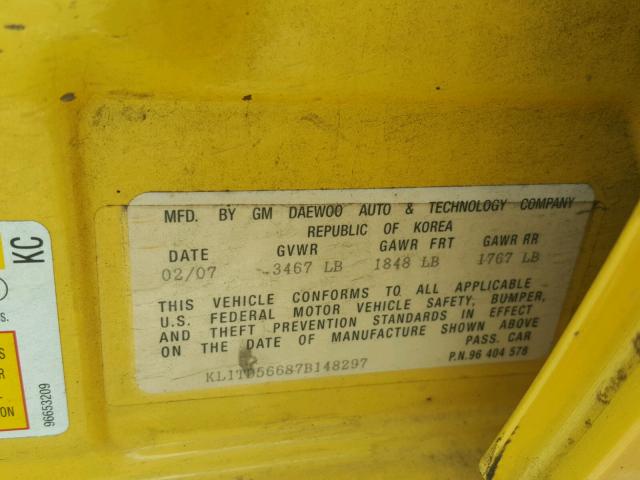 MFD. BY GM DAEWOO AUTO & TECHNOLOGY COMPANY
REPUBLIC OF KOREA
DATE GVWR GAWR FRT GAWR RR
02/07 3467 LB 1848 LB 1767 LB
THIS VEHICLE CONFORMS TO ALL APPLICABLE
U.S. FEDERAL MOTOR VEHICLE SAFETY, BUMPER,
AND THEFT PREVENTION STANDARDS IN EFFECT
ON THE DATE OF MANUFACTURE SHOWN ABOVE
PASS. CAR
KL1TD56687B148297
P.N. 96 404 578
KC
s.
S
R
-
ION
96653209